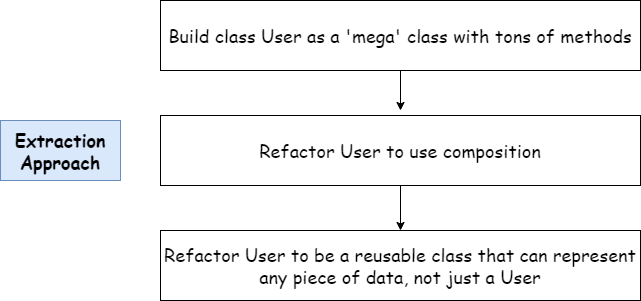 Build class User as a 'mega' class with tons of methods
Extraction
Approach
Refactor User to use composition
Refactor User to be a reusable class that can represent
any piece of data, not just a User